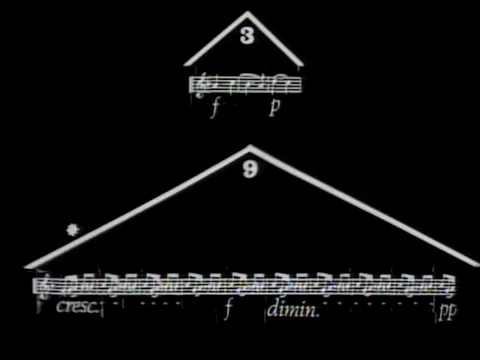 3
f p
9
*
cresc. f dimin. pp